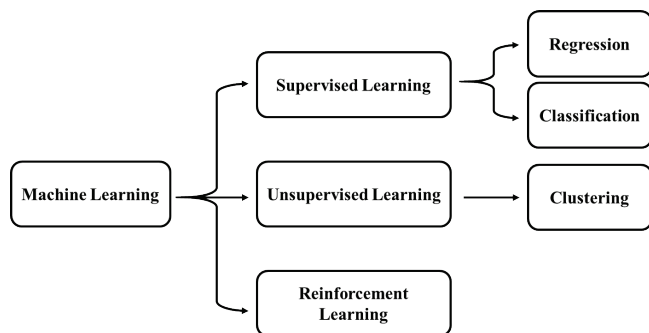 Regression
Supervised Learning
Classification
Machine Learning
Unsupervised Learning
Clustering
Reinforcement
Learning